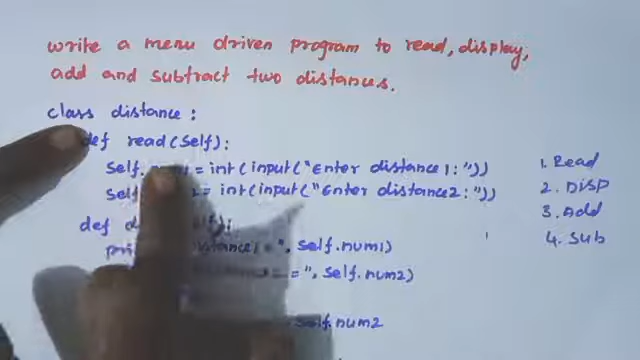 write a menu driven program to read, display,
add and subtract two distances.
class distance:
def read(self):
self.num1 = int(input("Enter distance1:"))
self = int(input("Enter distance2:"))
def
= ", self.num1)
= ", self.num2)
self.num2
1. Read
2. Disp
3. Add
4. Sub